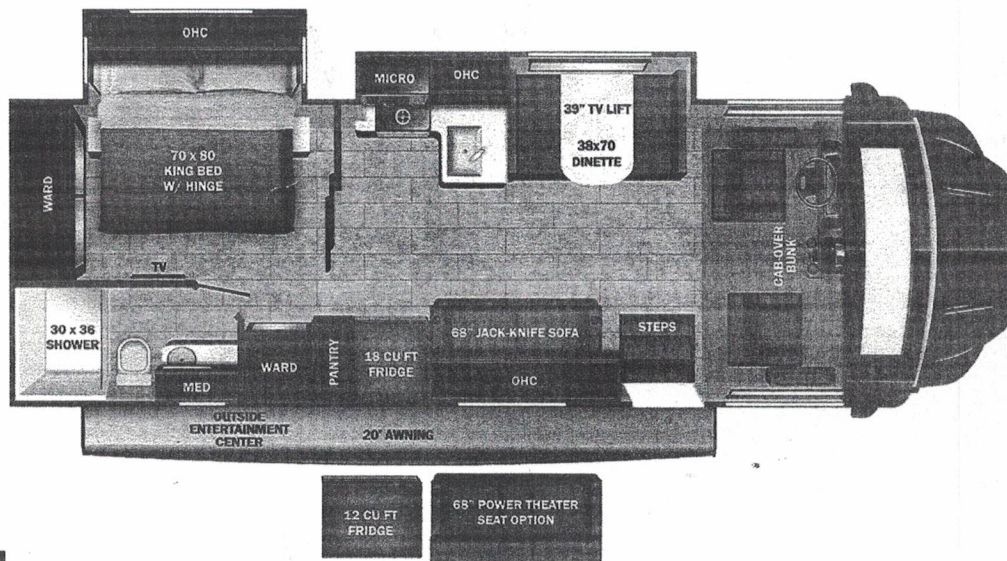 OHC
MICRO
OHC
39" TV LIFT
38x70
DINETTE
70 x 80
KING BED
W/ HINGE
WARD
CAB-OVER
BUNK
TV
30 x 36
SHOWER
MED
WARD
PANTRY
18 CU FT
FRIDGE
68" JACK-KNIFE SOFA
OHC
STEPS
OUTSIDE
ENTERTAINMENT
CENTER
20' AWNING
12 CU FT
FRIDGE
68" POWER THEATER
SEAT OPTION